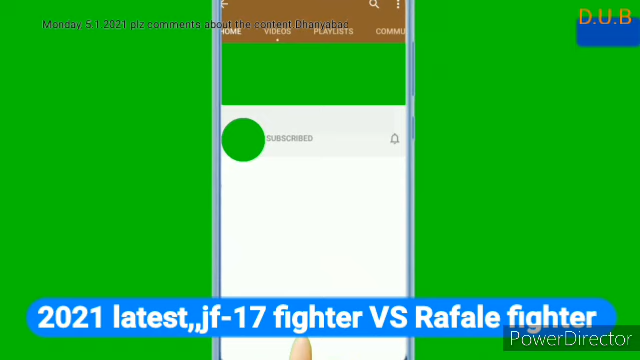 Monday, 5.1.2021 plz comments about the content Dhanyabad
D.U.B
HOME VIDEOS PLAYLISTS COMMU
SUBSCRIBED
2021 latest,,jf-17 fighter VS Rafale fighter
PowerDirector